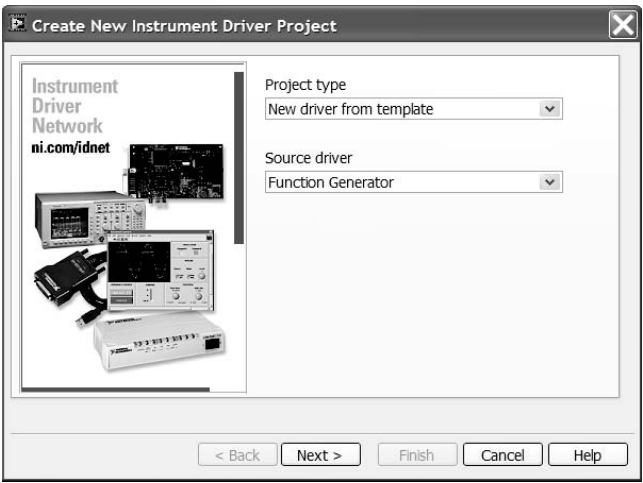 Create New Instrument Driver Project
Instrument
Driver
Network
ni.com/idnet
Project type
New driver from template
Source driver
Function Generator
< Back Next > Finish Cancel Help